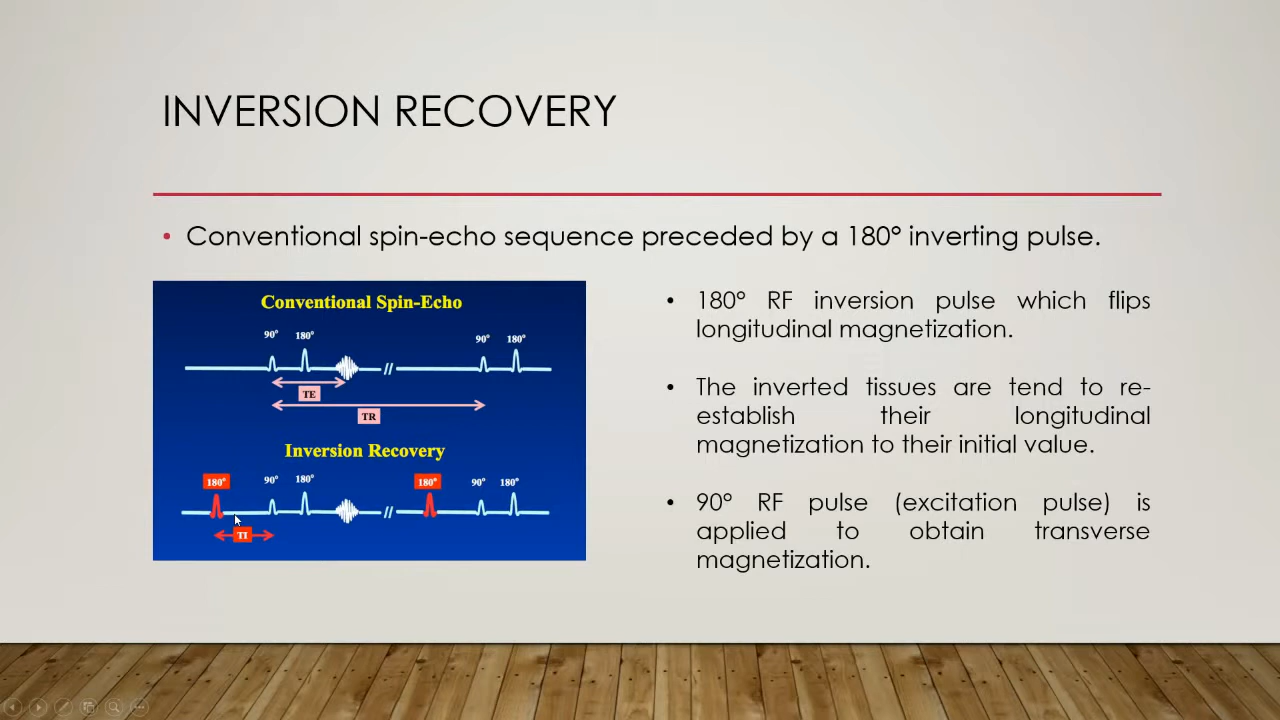 INVERSION RECOVERY
• Conventional spin-echo sequence preceded by a 180° inverting pulse.
Conventional Spin-Echo
90° 180° 90° 180°
TE
TR
Inversion Recovery
180° 90° 180° 180° 90° 180°
TI
• 180° RF inversion pulse which flips
longitudinal magnetization.
• The inverted tissues are tend to re-
establish their longitudinal
magnetization to their initial value.
• 90° RF pulse (excitation pulse) is
applied to obtain transverse
magnetization.